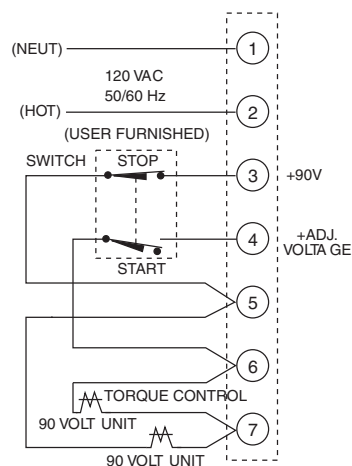 (NEUT)
1
120 VAC
50/60 Hz
(HOT)
2
(USER FURNISHED)
SWITCH
STOP
3
+90V
4
+ADJ.
VOLTA GE
START
5
6
TORQUE CONTROL
90 VOLT UNIT
7
90 VOLT UNIT